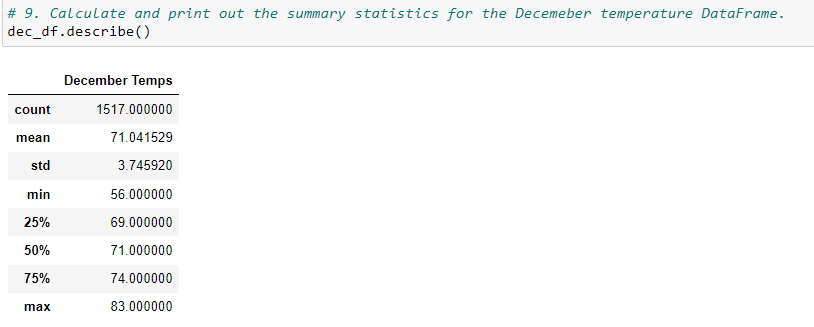 # 9. Calculate and print out the summary statistics for the Decemeber temperature DataFrame.
dec_df.describe()
December Temps
count 1517.000000
mean 71.041529
std 3.745920
min 56.000000
25% 69.000000
50% 71.000000
75% 74.000000
max 83.000000